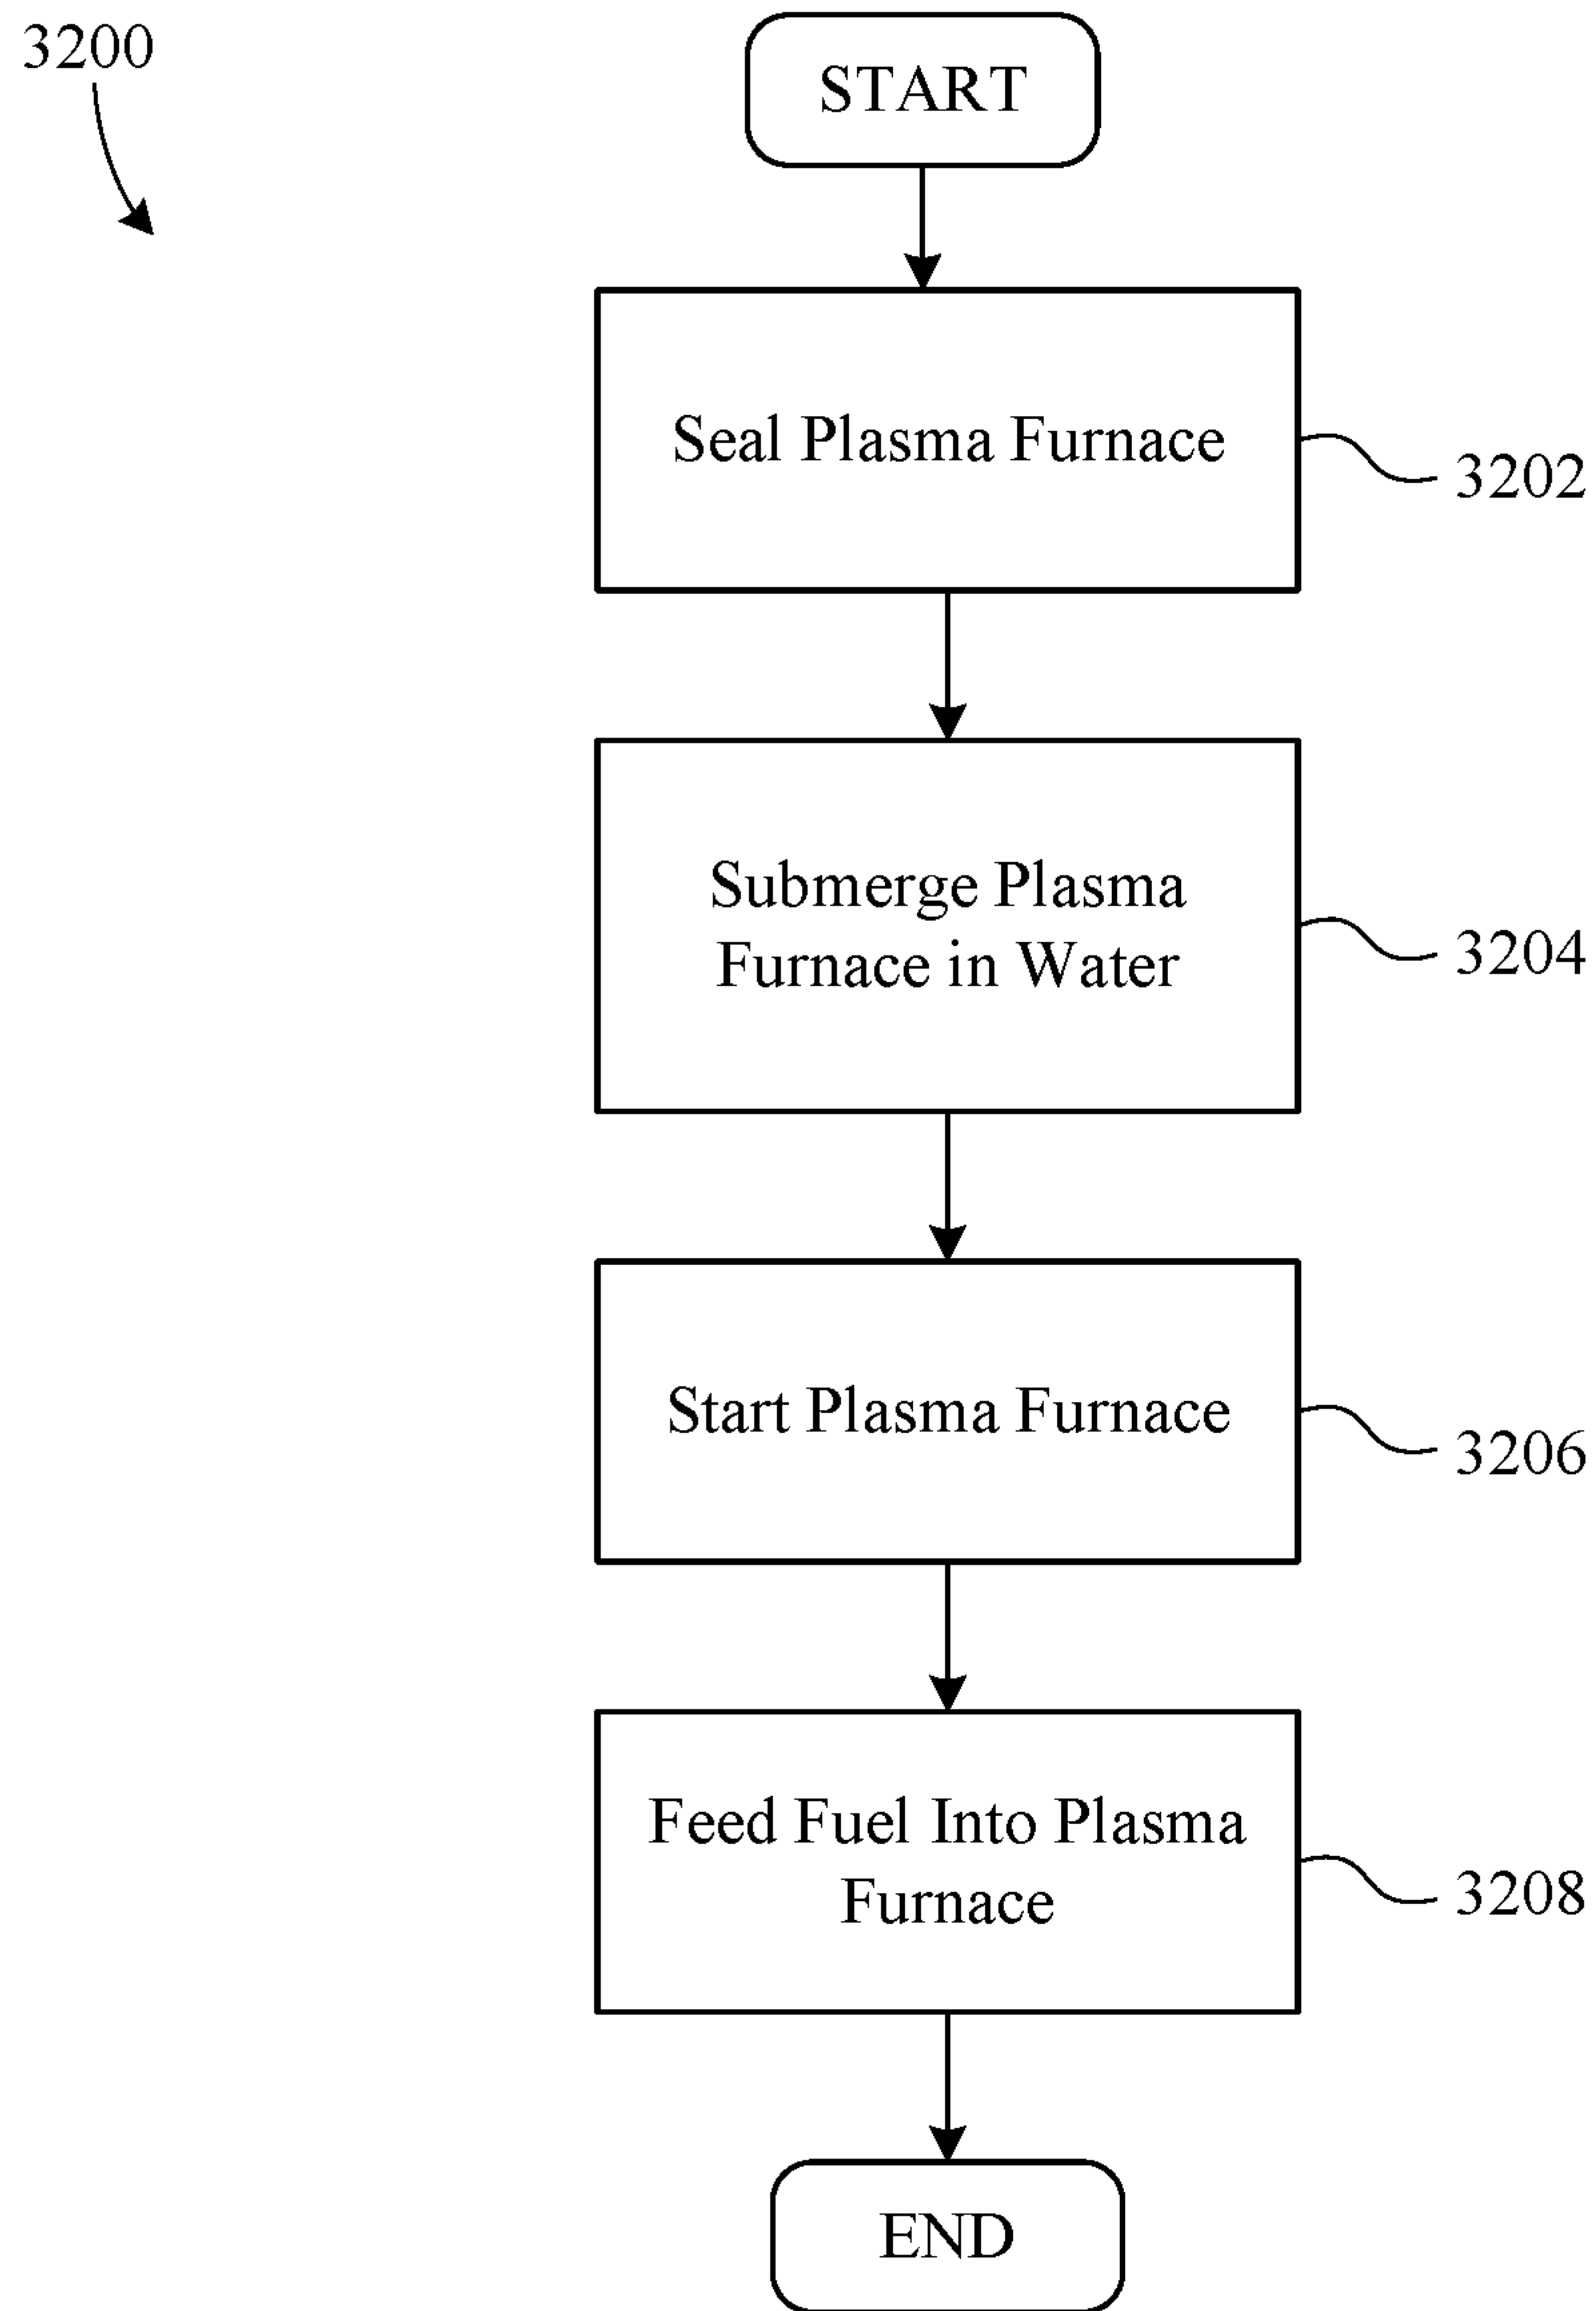 3200
START
Seal Plasma Furnace
3202
Submerge Plasma
Furnace in Water
3204
Start Plasma Furnace
3206
Feed Fuel Into Plasma
Furnace
3208
END